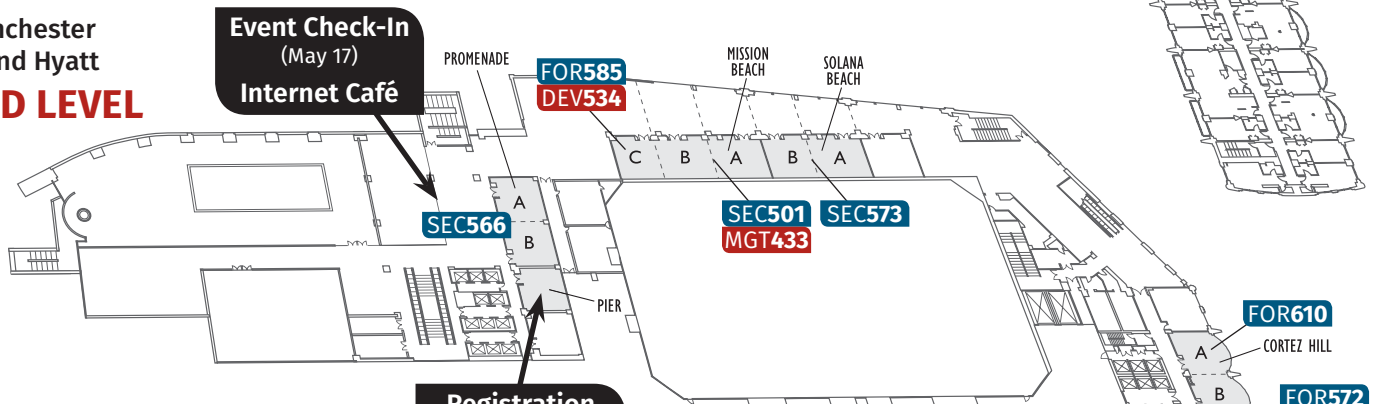 nchester
nd Hyatt
D LEVEL
Event Check-In
(May 17)
Internet Café
PROMENADE
FOR585
DEV534
MISSION
BEACH
SOLANA
BEACH
C
B
A
B
A
A
B
SEC566
SEC501
MGT433
SEC573
PIER
FOR610
A
CORTEZ HILL
B
FOR572
Registration